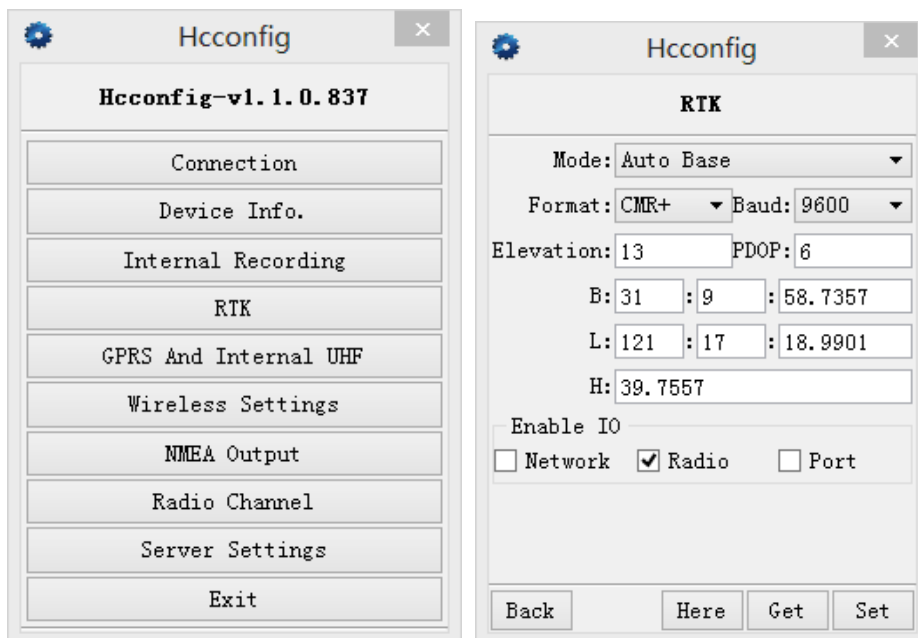 Hcconfig
Hcconfig-v1.1.0.837
Connection
Device Info.
Internal Recording
RTK
GPRS And Internal UHF
Wireless Settings
NMEA Output
Radio Channel
Server Settings
Exit
Hcconfig
RTK
Mode: Auto Base
Format: CMR+ Baud: 9600
Elevation: 13 PDOP: 6
B: 31 : 9 : 58.7357
L: 121 : 17 : 18.9901
H: 39.7557
Enable IO
Network Radio Port
Back Here Get Set